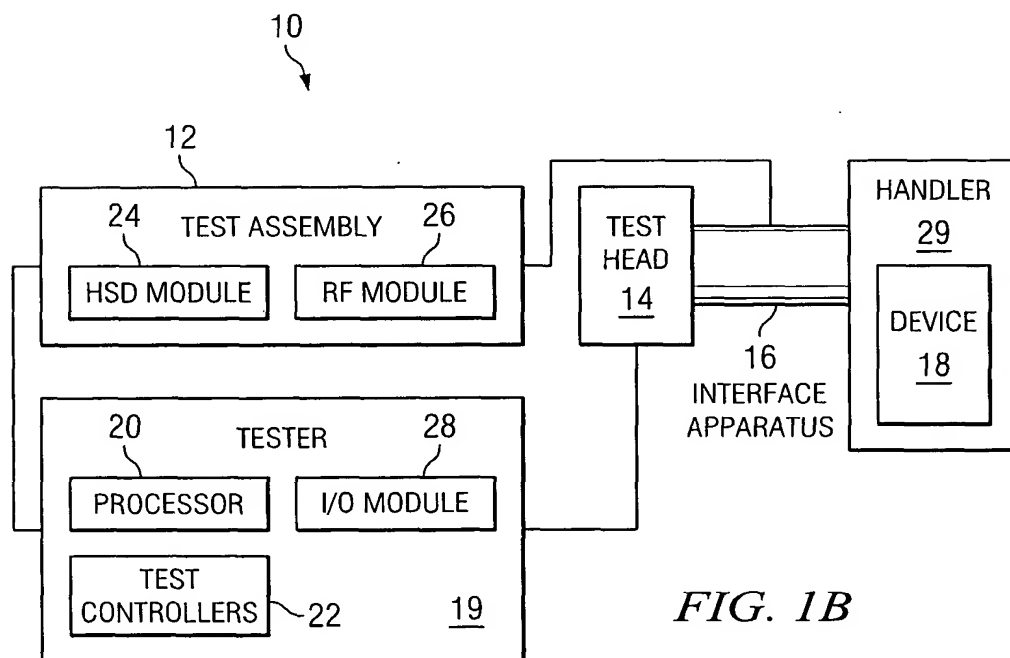 10
12
TEST ASSEMBLY
24
HSD MODULE
26
RF MODULE
TEST
HEAD
14
HANDLER
29
DEVICE
18
16
INTERFACE
APPARATUS
TESTER
20
PROCESSOR
28
I/O MODULE
TEST
CONTROLLERS
22
19
FIG. 1B